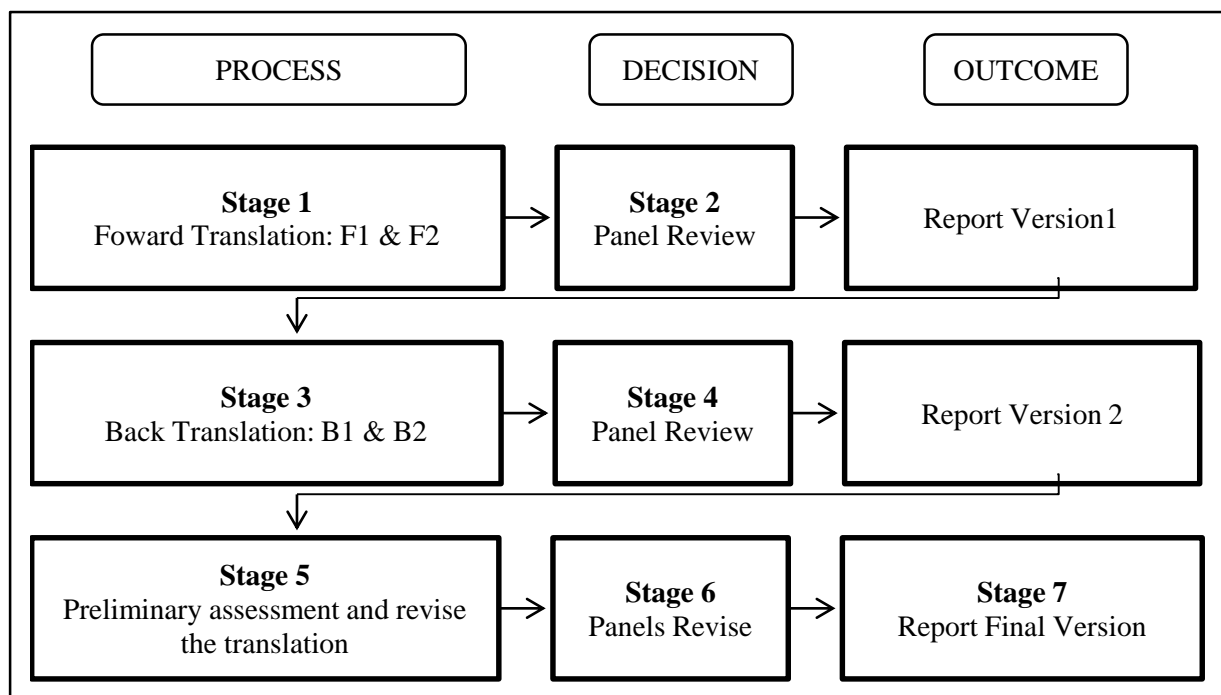 PROCESS
DECISION
OUTCOME
Stage 1
Foward Translation: F1 & F2
Stage 2
Panel Review
Report Version1
Stage 3
Back Translation: B1 & B2
Stage 4
Panel Review
Report Version 2
Stage 5
Preliminary assessment and revise
the translation
Stage 6
Panels Revise
Stage 7
Report Final Version